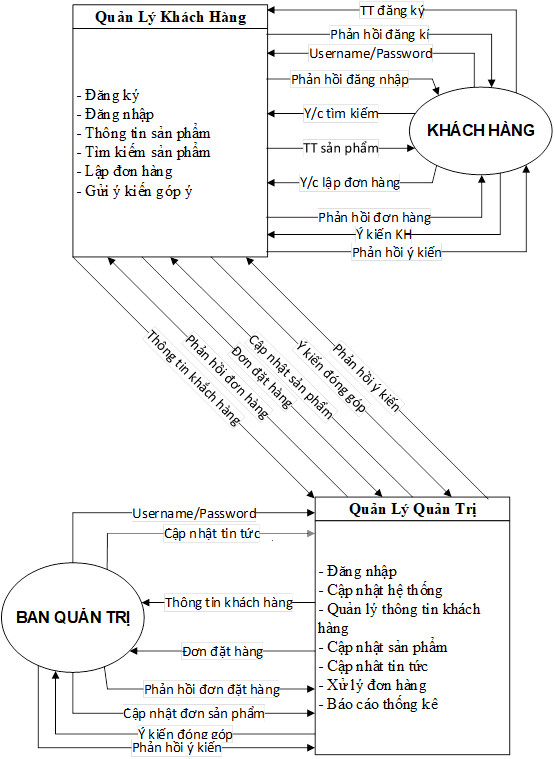 Quản Lý Khách Hàng
- Đăng ký
- Đăng nhập
- Thông tin sản phẩm
- Tìm kiếm sản phẩm
- Lập đơn hàng
- Gửi ý kiến góp ý
TT đăng ký
Phản hồi đăng kí
Username/Password
Phản hồi đăng nhập
Y/c tìm kiếm
TT sản phẩm
Y/c lập đơn hàng
Phản hồi đơn hàng
Ý kiến KH
Phản hồi ý kiến
KHÁCH HÀNG
Thông tin khách hàng
Phản hồi đơn hàng
Đơn đặt hàng
Cập nhật sản phẩm
Ý kiến đóng góp
Phản hồi ý kiến
Quản Lý Quản Trị
- Đăng nhập
- Cập nhật hệ thống
- Quản lý thông tin khách
hàng
- Cập nhật sản phẩm
- Cập nhât tin tức
- Xử lý đơn hàng
- Báo cáo thống kê
Username/Password
Cập nhật tin tức
Thông tin khách hàng
Đơn đặt hàng
Phản hồi đơn đặt hàng
Cập nhật đơn sản phẩm
Ý kiến đóng góp
Phản hồi ý kiến
BAN QUẢN TRỊ